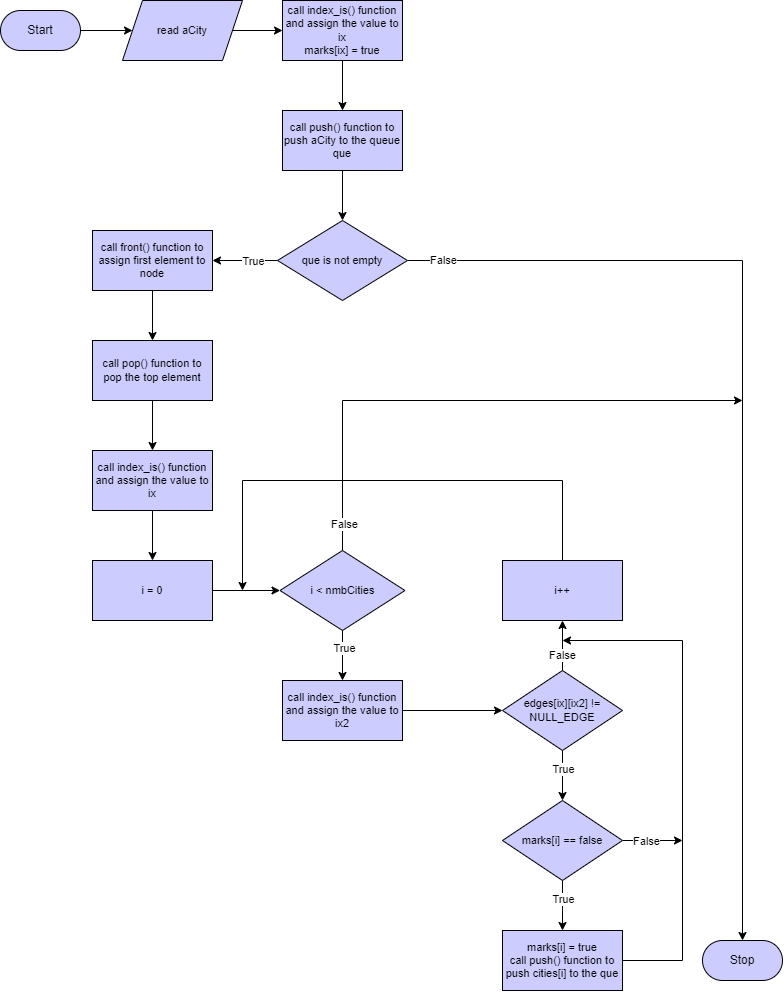 Start
read aCity
call index_is() function
and assign the value to
ix
marks[ix] = true
call push() function to
push aCity to the queue
que
que is not empty
True
False
call front() function to
assign first element to
node
call pop() function to
pop the top element
call index_is() function
and assign the value to
ix
i = 0
False
i < nmbCities
True
call index_is() function
and assign the value to
ix2
i++
False
edges[ix][ix2] !=
NULL_EDGE
True
marks[i] == false
False
True
marks[i] = true
call push() function to
push cities[i] to the que
Stop